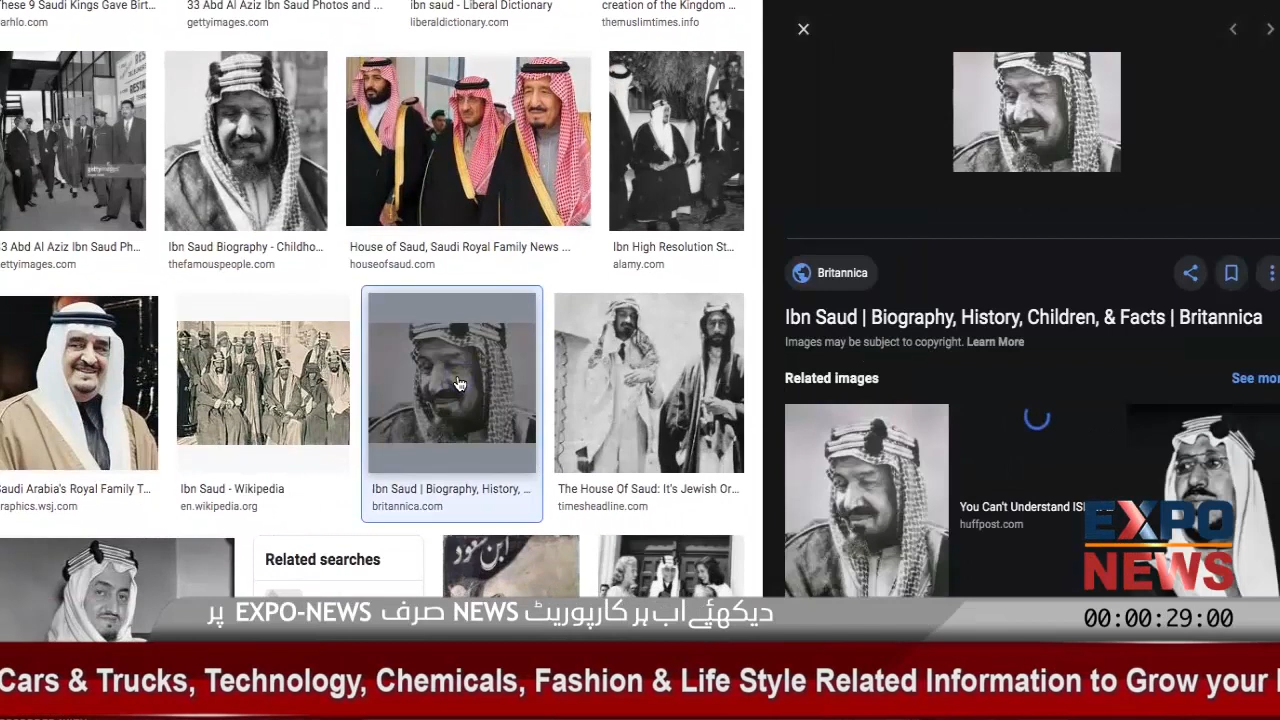 These 9 Saudi Kings Gave Birt...
arhlo.com
33 Abd Al Aziz Ibn Saud Photos and ...
gettyimages.com
ibn saud - Liberal Dictionary
liberaldictionary.com
creation of the Kingdom ...
themuslimtimes.info
33 Abd Al Aziz Ibn Saud Ph...
gettyimages.com
Ibn Saud Biography - Childho...
thefamouspeople.com
House of Saud, Saudi Royal Family News ...
houseofsaud.com
Ibn High Resolution St...
alamy.com
Saudi Arabia's Royal Family T...
graphics.wsj.com
Ibn Saud - Wikipedia
en.wikipedia.org
Ibn Saud | Biography, History, ...
britannica.com
The House Of Saud: It's Jewish Or...
timesheadline.com
Related searches
ابن سعود
Britannica
Ibn Saud | Biography, History, Children, & Facts | Britannica
Images may be subject to copyright. Learn More
Related images
See mor
You Can't Understand ISI
huffpost.com
EXPO
NEWS
دیکھئے اب ہر کارپوریٹ NEWS صرف EXPO-NEWS پر
00:00:29:00
Cars & Trucks, Technology, Chemicals, Fashion & Life Style Related Information to Grow your